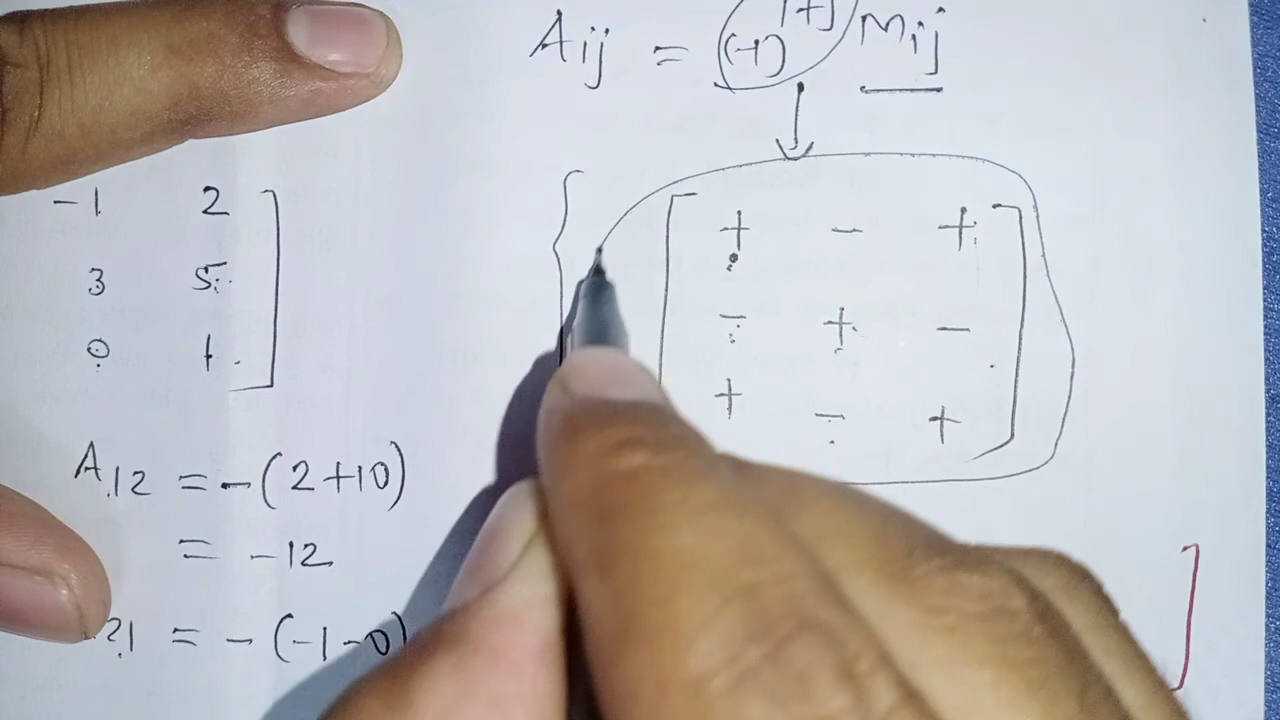 Aij = (-1)^i+j Mij
-1 2
3 5
0 1
+ - +
- + -
+ - +
A12 = -(2+10)
= -12
21 = -(-1-0)